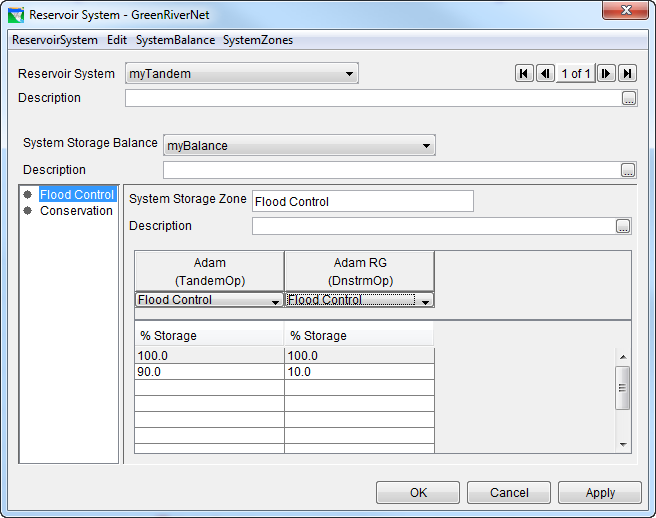 Reservoir System - GreenRiverNet
ReservoirSystem Edit SystemBalance SystemZones
Reservoir System myTandem 1 of 1
Description ...
System Storage Balance myBalance
Description ...
Flood Control
Conservation
System Storage Zone Flood Control
Description ...
Adam Adam RG
(TandemOp) (DnstrmOp)
Flood Control Flood Control
% Storage % Storage
100.0 100.0
90.0 10.0
OK Cancel Apply